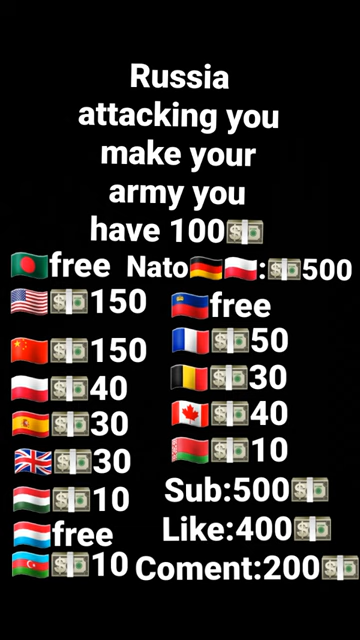 Russia
attacking you
make your
army you
have 100💵
🇧🇩free Nato🇩🇪🇵🇱:💵500
🇺🇸💵150
🇱🇮free
🇨🇳💵150
🇫🇷💵50
🇵🇱💵40
🇧🇪💵30
🇪🇸💵30
🇨🇦💵40
🇬🇧💵30
🇧🇾💵10
🇭🇺💵10
Sub:500💵
🇱🇺free
Like:400💵
🇦🇿💵10
Coment:200💵